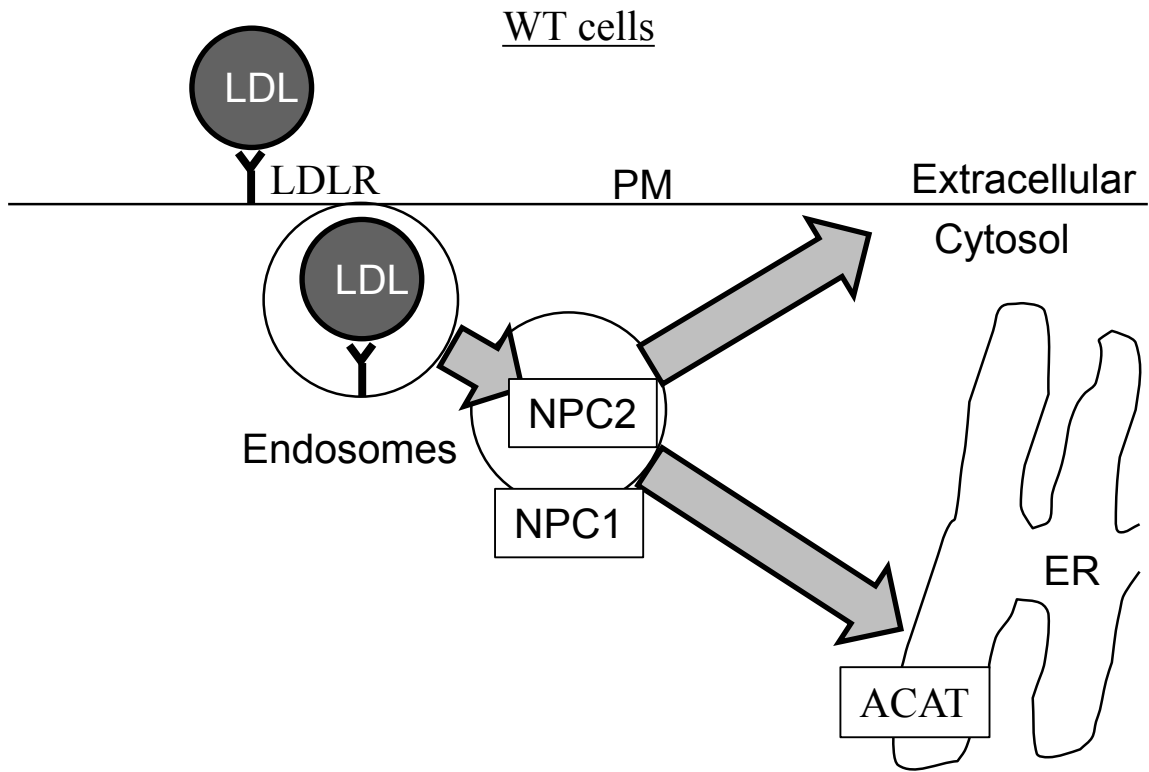 WT cells
LDL
LDLR
PM
Extracellular
Cytosol
LDL
NPC2
Endosomes
NPC1
ER
ACAT